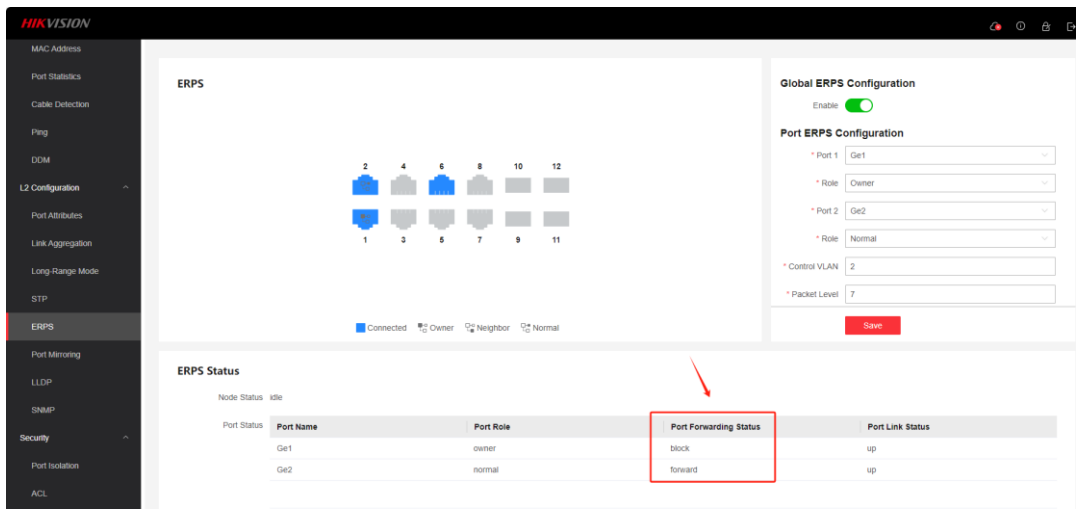 HIKVISION
MAC Address
Port Statistics
Cable Detection
Ping
DDM
L2 Configuration
Port Attributes
Link Aggregation
Long-Range Mode
STP
ERPS
Port Mirroring
LLDP
SNMP
Security
Port Isolation
ACL
ERPS
2 4 6 8 10 12
1 3 5 7 9 11
Connected Owner Neighbor Normal
Global ERPS Configuration
Enable
Port ERPS Configuration
* Port 1 Ge1
* Role Owner
* Port 2 Ge2
* Role Normal
* Control VLAN 2
* Packet Level 7
Save
ERPS Status
Node Status idle
Port Status Port Name Port Role Port Forwarding Status Port Link Status
Ge1 owner block up
Ge2 normal forward up